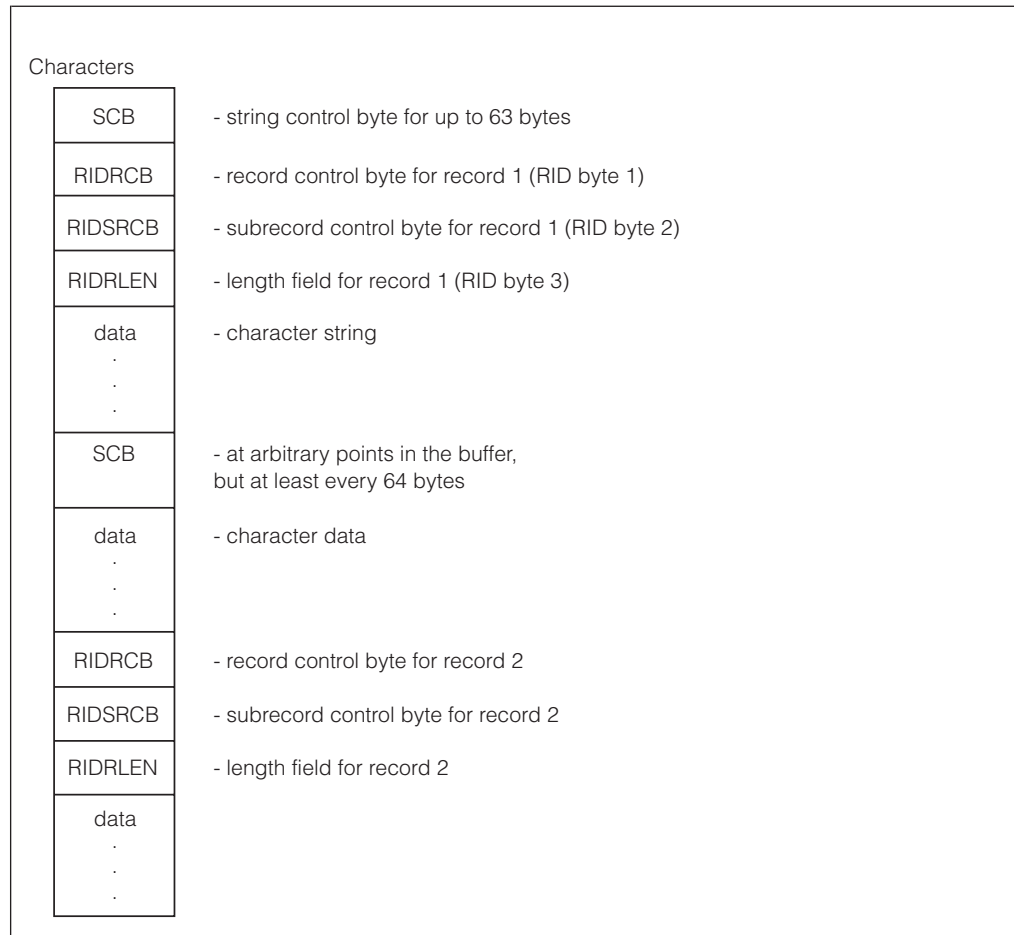 Characters
SCB - string control byte for up to 63 bytes
RIDRCB - record control byte for record 1 (RID byte 1)
RIDSRCB - subrecord control byte for record 1 (RID byte 2)
RIDRLEN - length field for record 1 (RID byte 3)
data - character string
.
.
.
SCB - at arbitrary points in the buffer,
but at least every 64 bytes
data - character data
.
.
.
RIDRCB - record control byte for record 2
RIDSRCB - subrecord control byte for record 2
RIDRLEN - length field for record 2
data
.
.
.